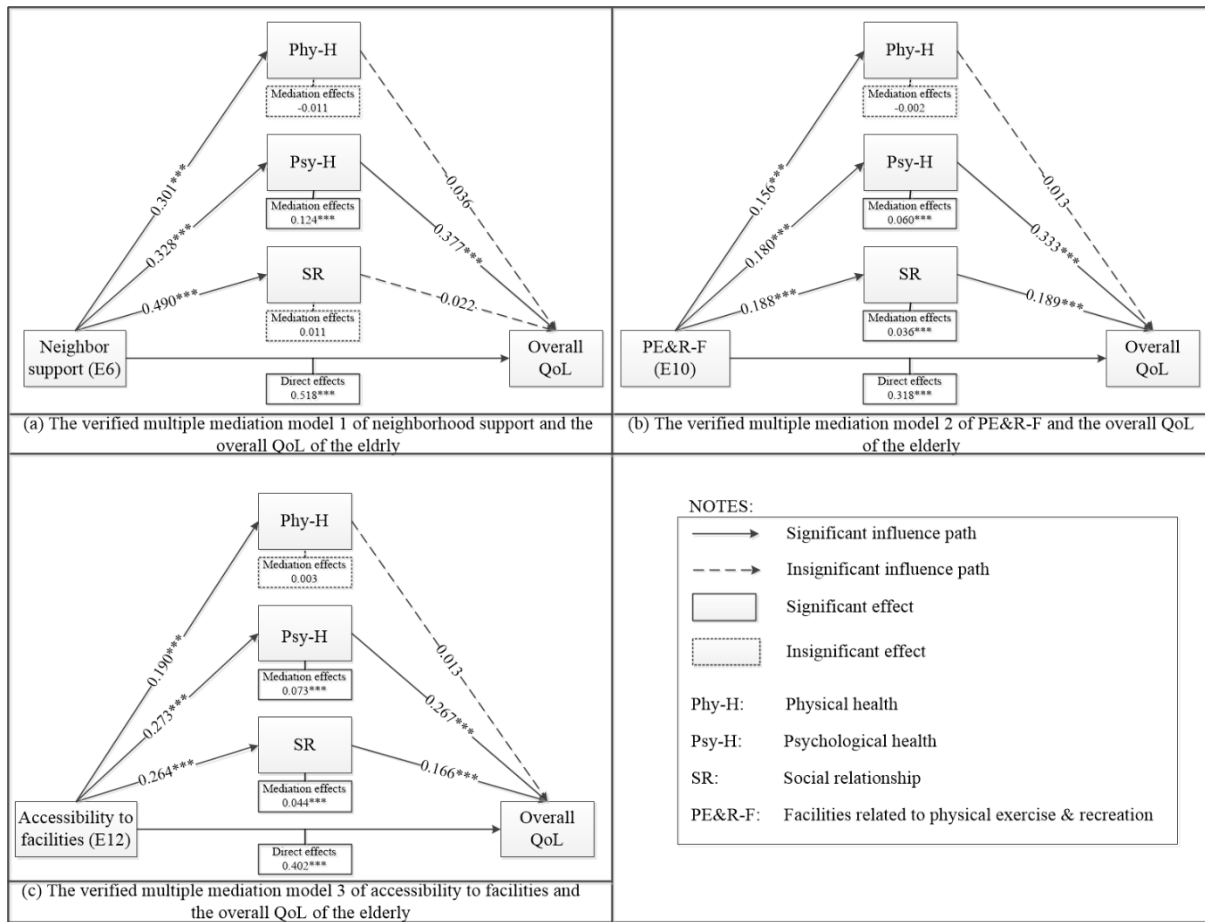 Phy-H
Mediation effects
-0.011
Psy-H
Mediation effects
0.124***
SR
Mediation effects
0.011
0.301***
0.328***
0.490***
-0.036
0.377***
0.022
Neighbor
support (E6)
Overall
QoL
Direct effects
0.518***
(a) The verified multiple mediation model 1 of neighborhood support and the
overall QoL of the eldrly
Phy-H
Mediation effects
-0.002
Psy-H
Mediation effects
0.060***
SR
Mediation effects
0.036***
0.156***
0.180***
0.188***
-0.013
0.333***
0.189***
PE&R-F
(E10)
Overall
QoL
Direct effects
0.318***
(b) The verified multiple mediation model 2 of PE&R-F and the overall QoL
of the elderly
Phy-H
Mediation effects
0.003
Psy-H
Mediation effects
0.073***
SR
Mediation effects
0.044***
0.190***
0.273***
0.264***
0.013
0.267***
0.166***
Accessibility to
facilities (E12)
Overall
QoL
Direct effects
0.402***
(c) The verified multiple mediation model 3 of accessibility to facilities and
the overall QoL of the elderly
NOTES:
Significant influence path
Insignificant influence path
Significant effect
Insignificant effect
Phy-H: Physical health
Psy-H: Psychological health
SR: Social relationship
PE&R-F: Facilities related to physical exercise & recreation